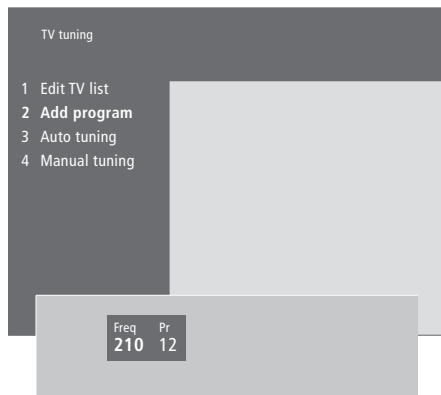 TV tuning
1 Edit TV list
2 Add program
3 Auto tuning
4 Manual tuning
Freq Pr
210 12